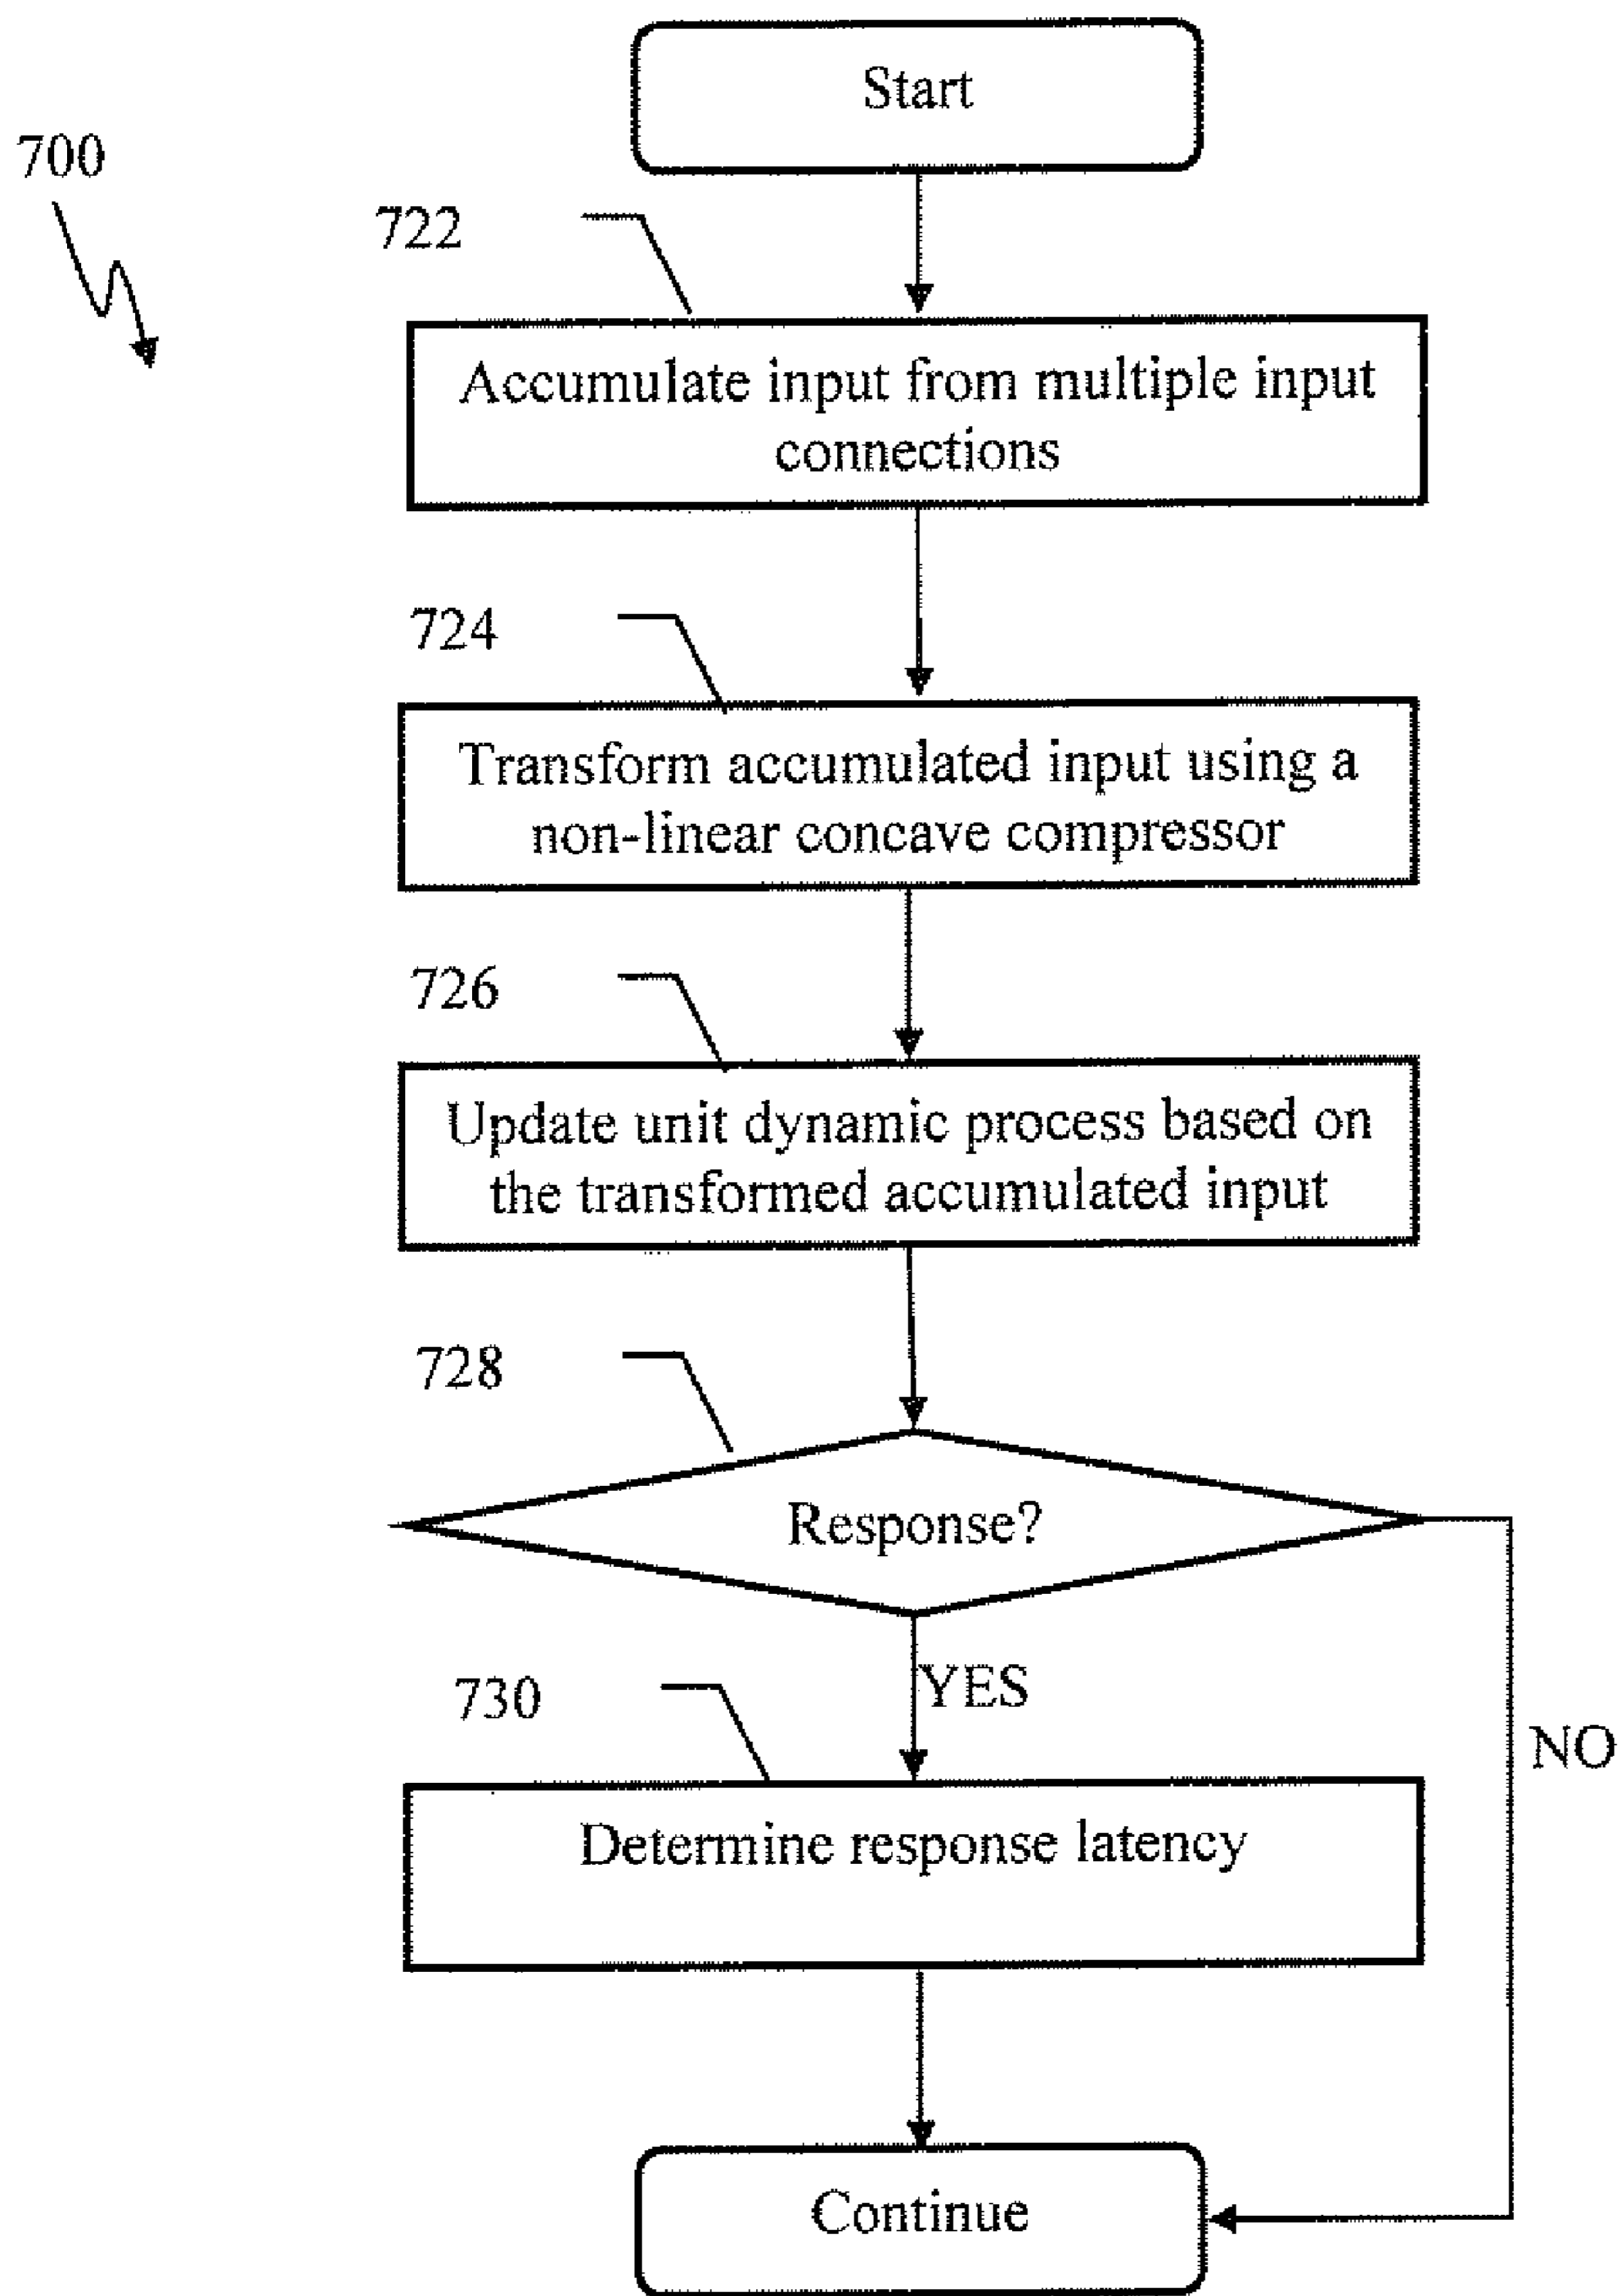 Start
700
722
Accumulate input from multiple input
connections
724
Transform accumulated input using a
non-linear concave compressor
726
Update unit dynamic process based on
the transformed accumulated input
728
Response?
YES
730
NO
Determine response latency
Continue